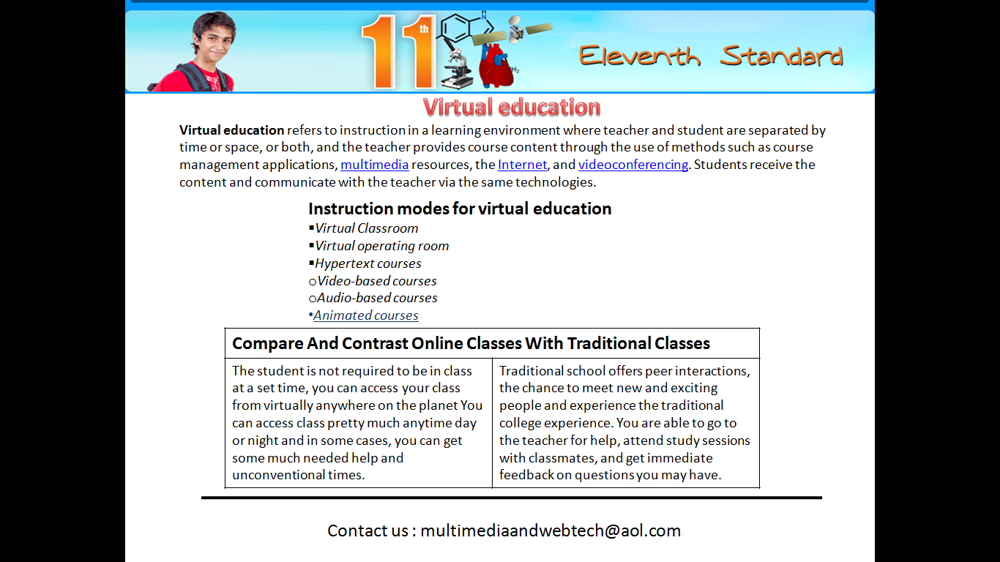 11th
N
H
H2
Eleventh Standard
Virtual education
Virtual education refers to instruction in a learning environment where teacher and student are separated by
time or space, or both, and the teacher provides course content through the use of methods such as course
management applications, multimedia resources, the Internet, and videoconferencing. Students receive the
content and communicate with the teacher via the same technologies.
Instruction modes for virtual education
▪Virtual Classroom
▪Virtual operating room
▪Hypertext courses
oVideo-based courses
oAudio-based courses
•Animated courses
Compare And Contrast Online Classes With Traditional Classes
The student is not required to be in class
at a set time, you can access your class
from virtually anywhere on the planet You
can access class pretty much anytime day
or night and in some cases, you can get
some much needed help and
unconventional times.
Traditional school offers peer interactions,
the chance to meet new and exciting
people and experience the traditional
college experience. You are able to go to
the teacher for help, attend study sessions
with classmates, and get immediate
feedback on questions you may have.
Contact us : multimediaandwebtech@aol.com